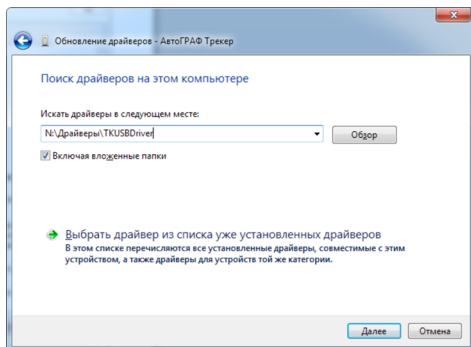 Обновление драйверов - АвтоГРАФ Трекер
Поиск драйверов на этом компьютере
Искать драйверы в следующем месте:
N:\Драйверы\TKUSBDriver
Обзор
Включая вложенные папки
Выбрать драйвер из списка уже установленных драйверов
В этом списке перечисляются все установленные драйверы, совместимые с этим
устройством, а также драйверы для устройств той же категории.
Далее
Отмена